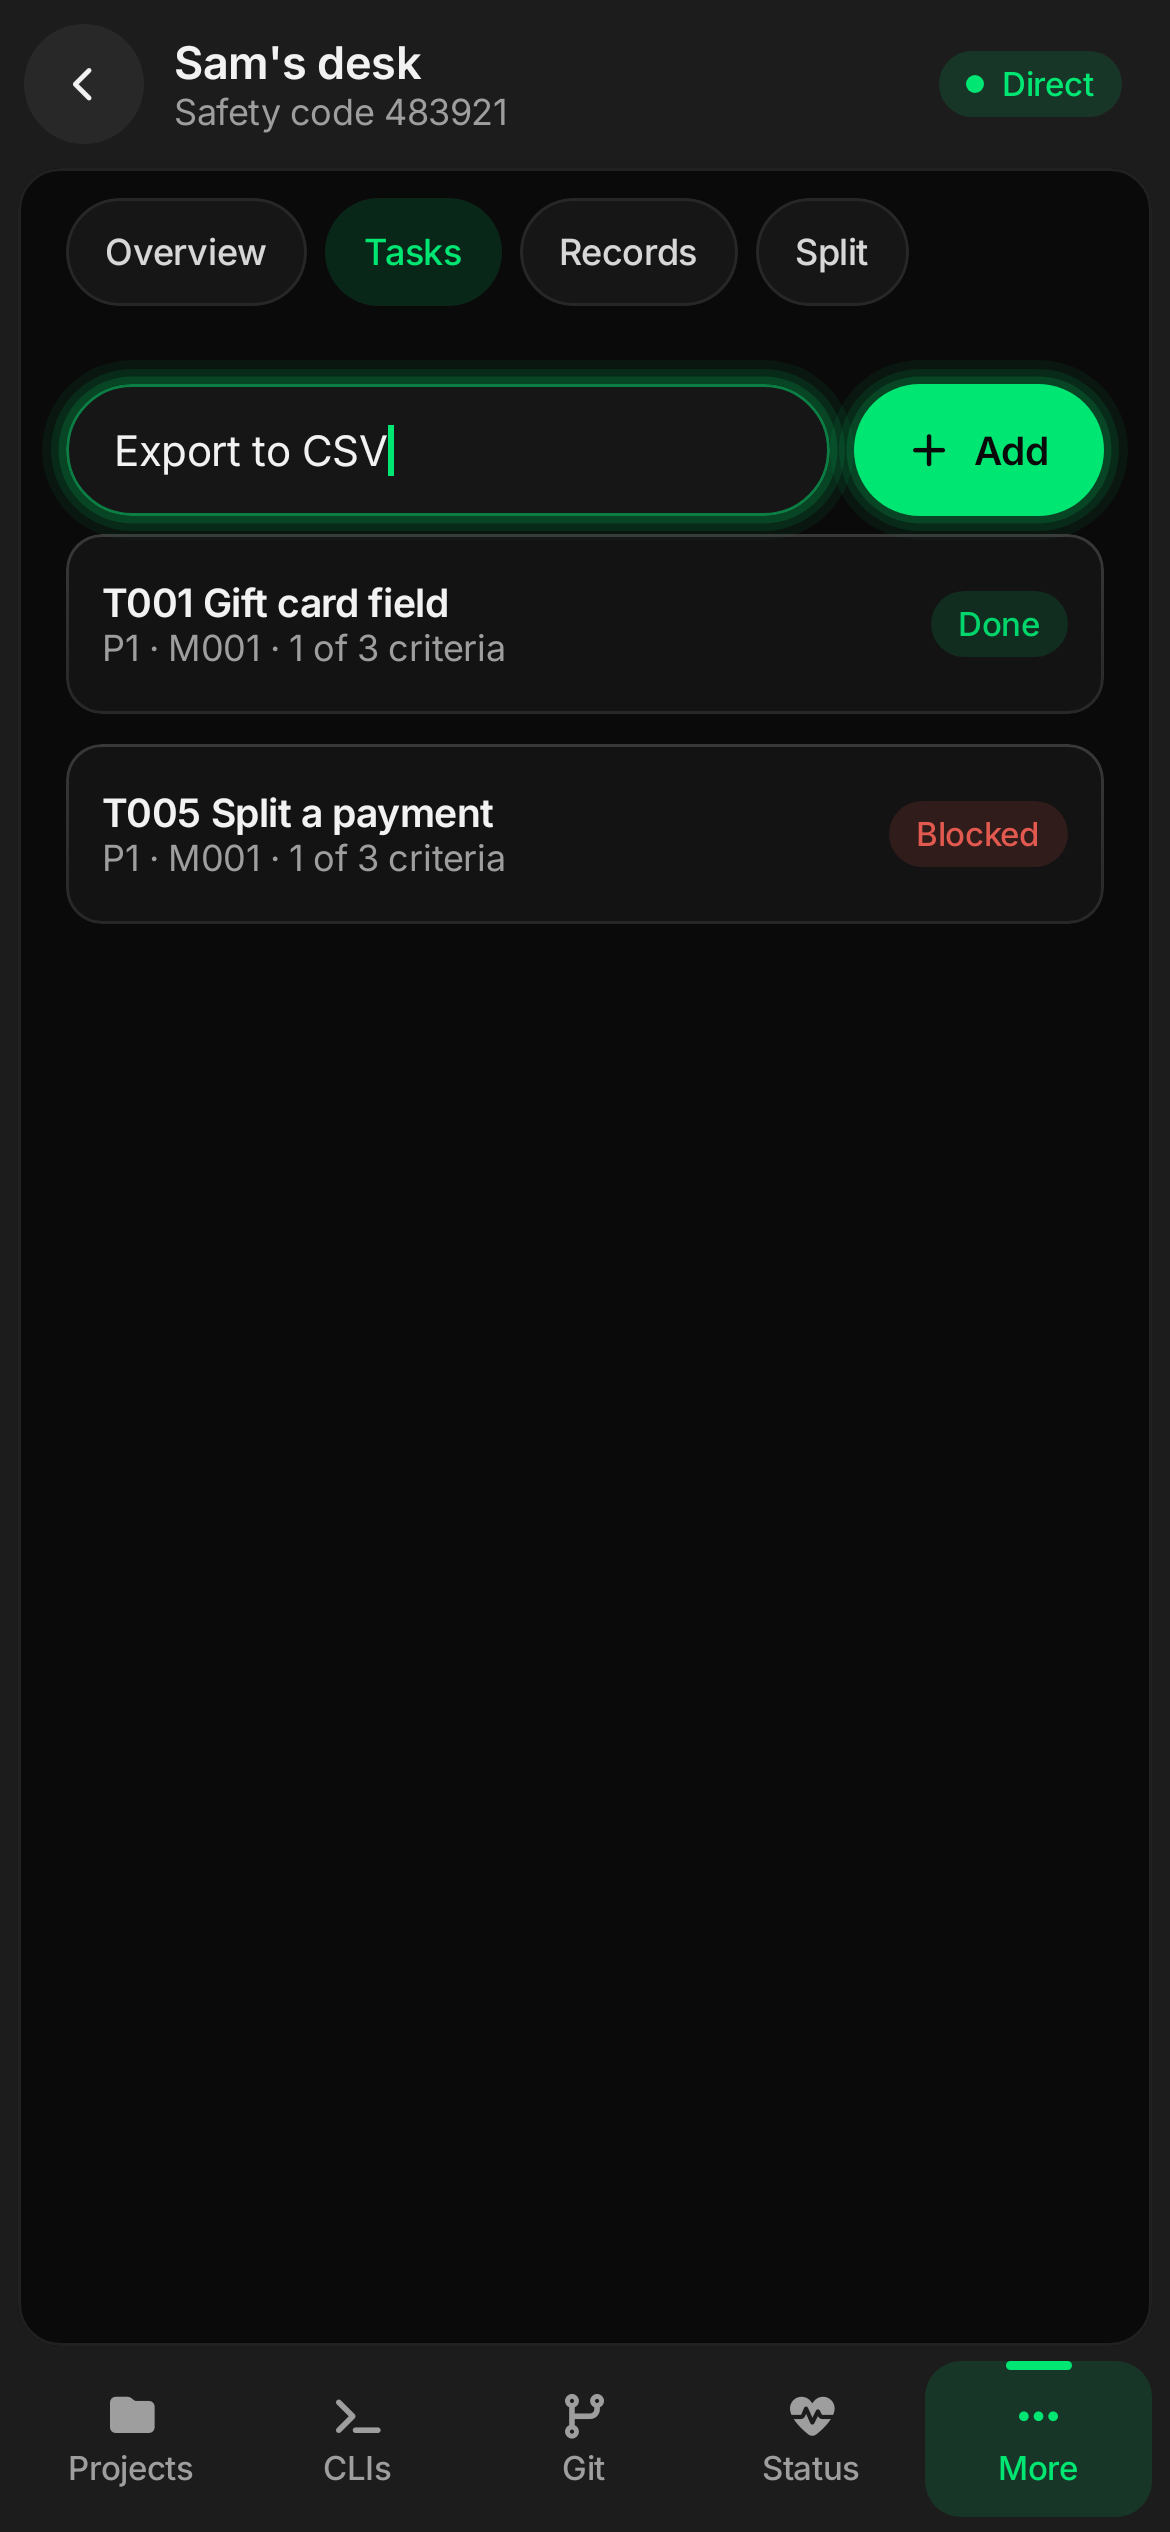 Sam's desk
Safety code 483921
Direct
Overview
Tasks
Records
Split
Export to CSV
Add
T001 Gift card field
P1 · M001 · 1 of 3 criteria
Done
T005 Split a payment
P1 · M001 · 1 of 3 criteria
Blocked
Projects
CLIs
Git
Status
More